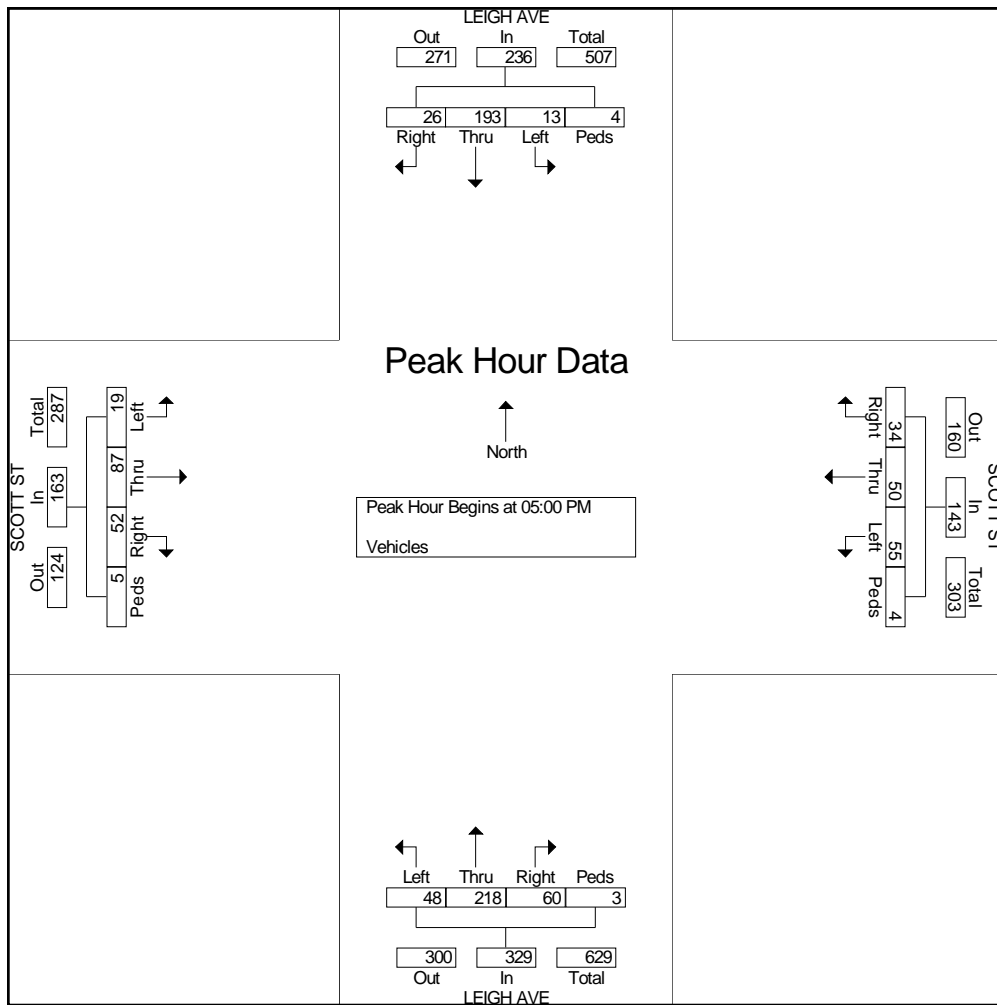 LEIGH AVE
Out In Total
271 236 507
26 193 13 4
Right Thru Left Peds
Peak Hour Data
North
Peak Hour Begins at 05:00 PM
Vehicles
SCOTT ST
Total In Out
287 163 124
19 87 52 5
Left Thru Right Peds
Right Thru Left Peds
34 50 55 4
Out In Total
160 143 303
SCOTT ST
Left Thru Right Peds
48 218 60 3
300 329 629
Out In Total
LEIGH AVE